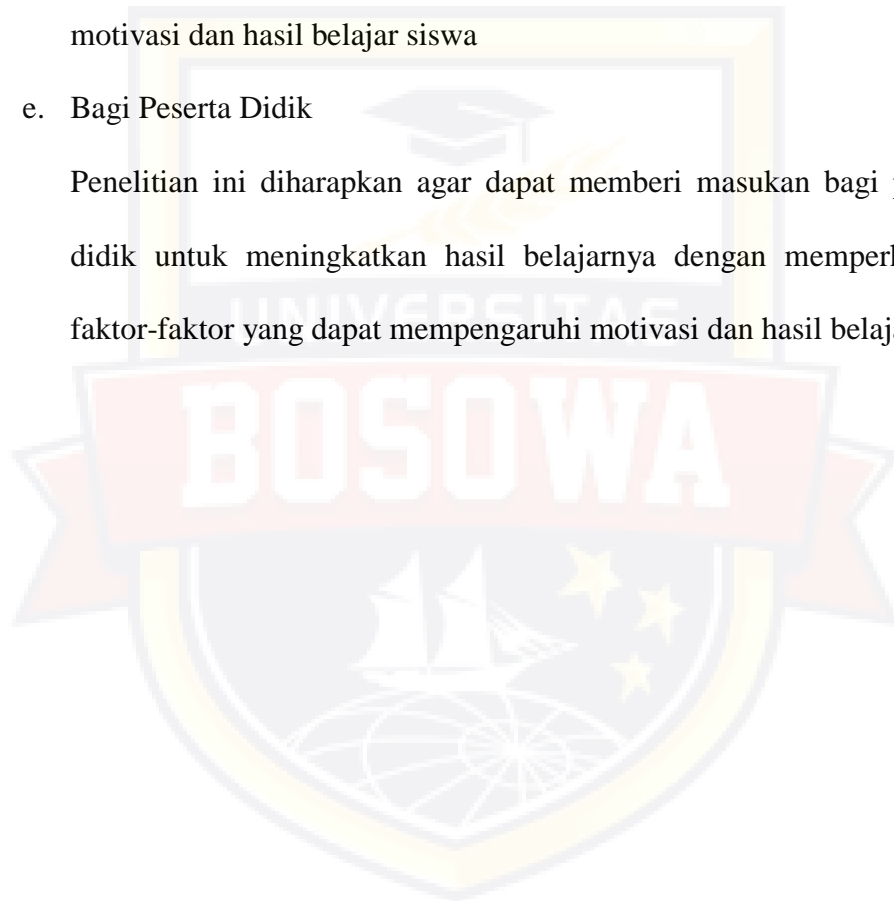 motivasi dan hasil belajar siswa
e. Bagi Peserta Didik
Penelitian ini diharapkan agar dapat memberi masukan bagi
didik untuk meningkatkan hasil belajarnya dengan
faktor-faktor yang dapat mempengaruhi motivasi dan hasil
UNIVERSITAS
BOSOWA